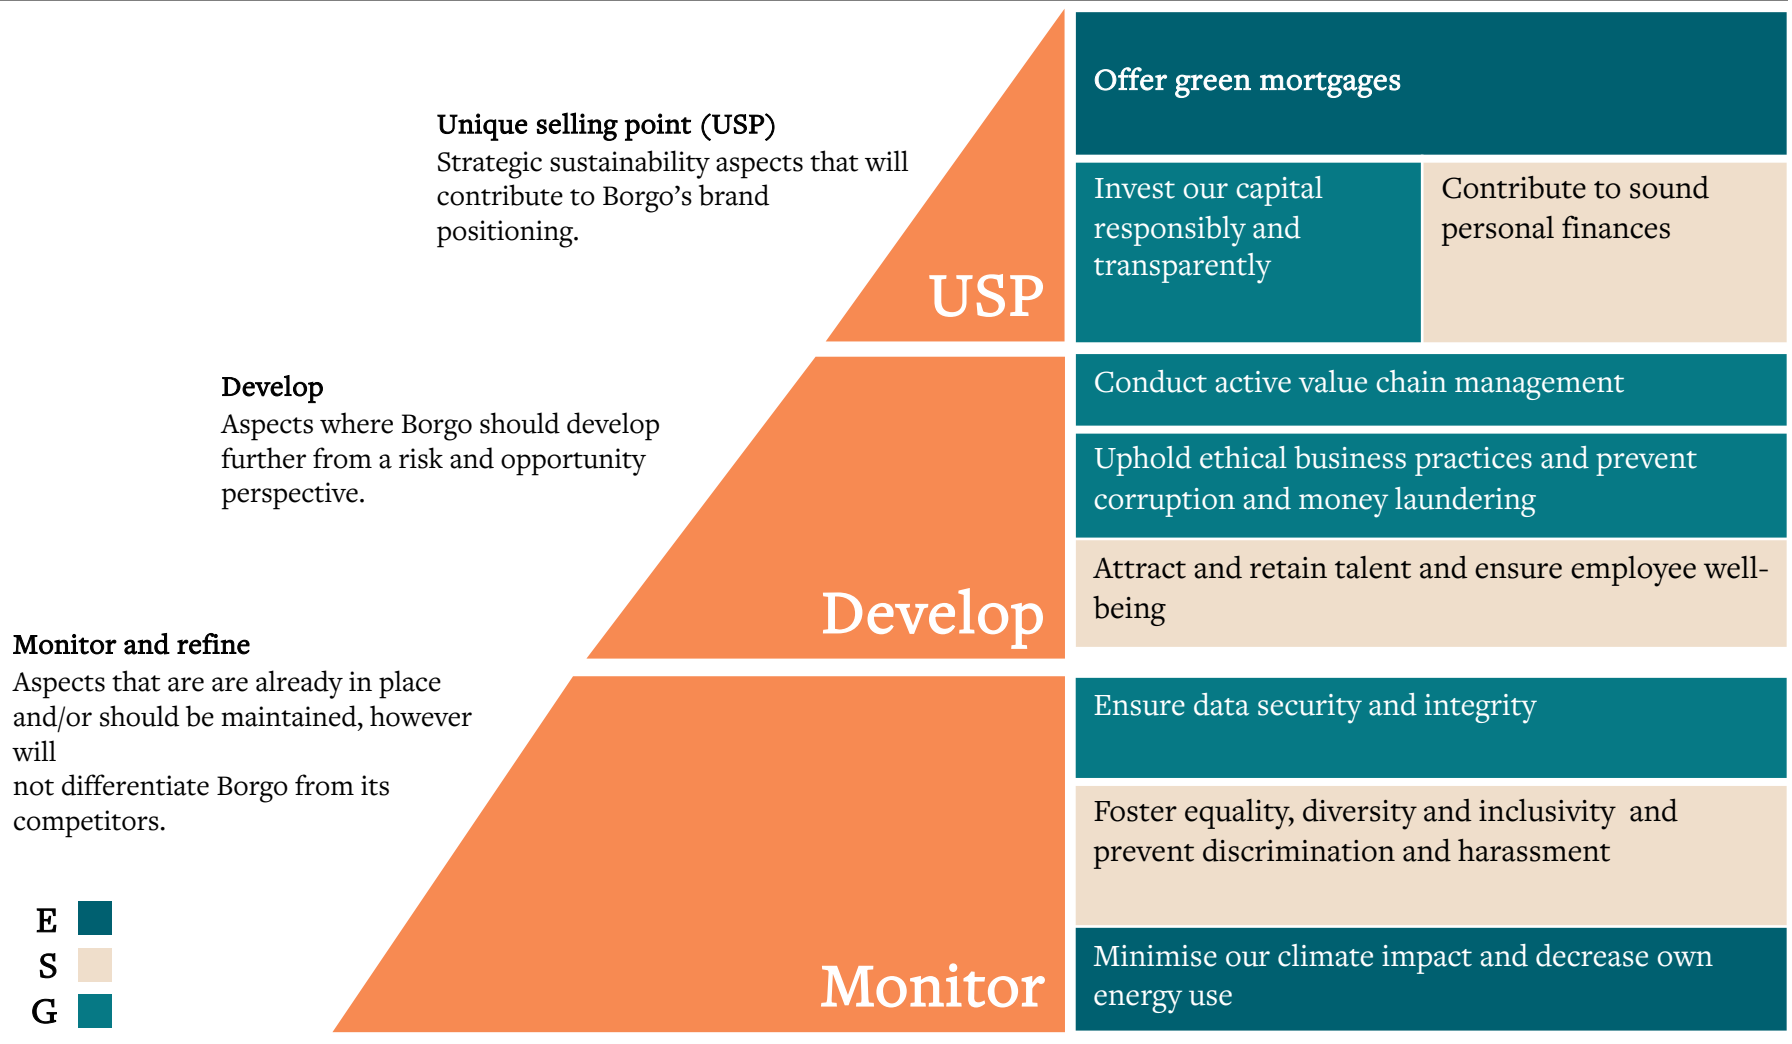 Unique selling point (USP)
Strategic sustainability aspects that will
contribute to Borgo’s brand
positioning.
USP
Offer green mortgages
Invest our capital
responsibly and
transparently
Contribute to sound
personal finances
Develop
Aspects where Borgo should develop
further from a risk and opportunity
perspective.
Develop
Conduct active value chain management
Uphold ethical business practices and prevent
corruption and money laundering
Attract and retain talent and ensure employee well-
being
Monitor and refine
Aspects that are are already in place
and/or should be maintained, however
will
not differentiate Borgo from its
competitors.
Monitor
Ensure data security and integrity
Foster equality, diversity and inclusivity  and
prevent discrimination and harassment
Minimise our climate impact and decrease own
energy use
E
S
G